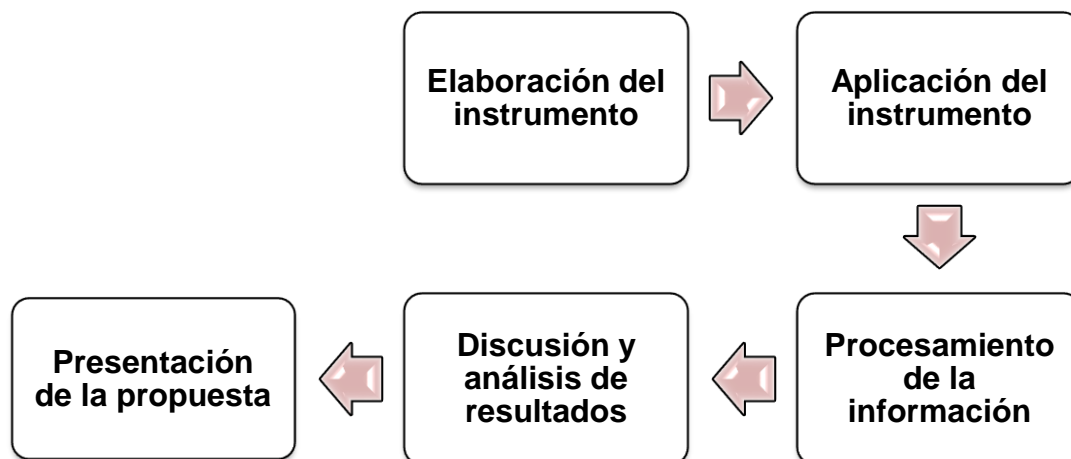 Elaboración del
instrumento
Aplicación del
instrumento
Procesamiento
de la
información
Discusión y
análisis de
resultados
Presentación
de la propuesta